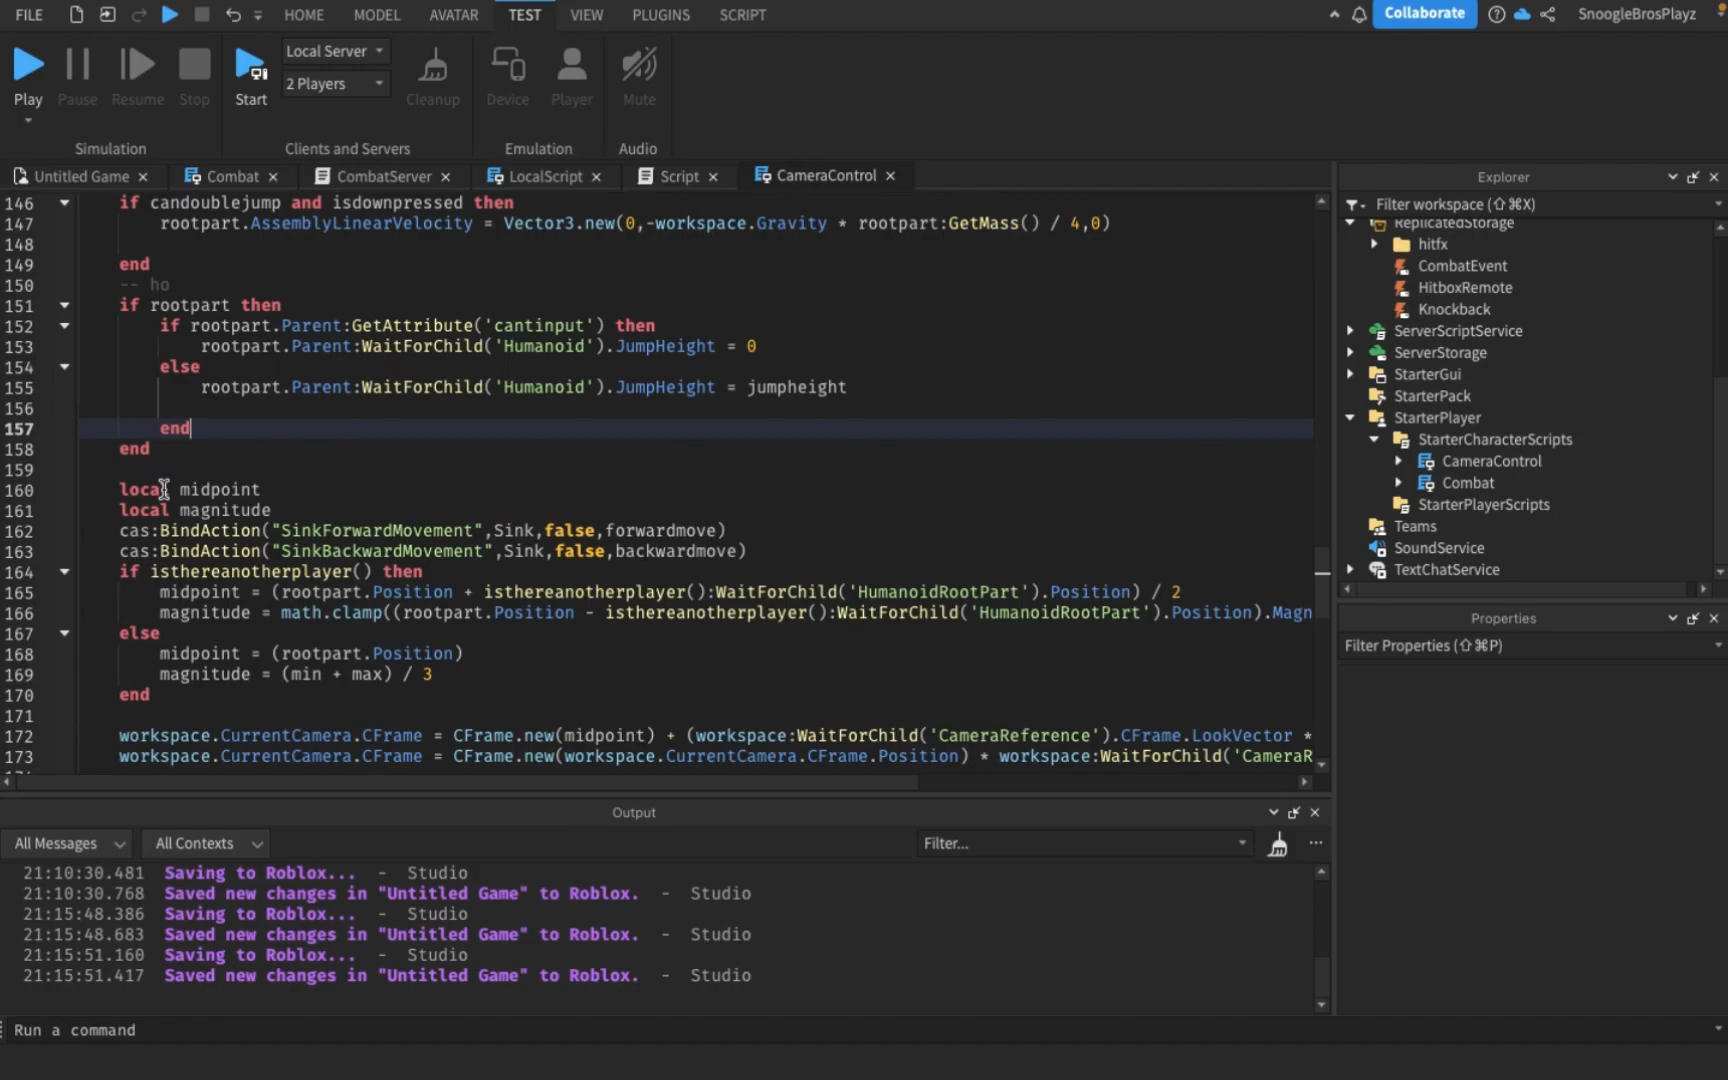 FILE HOME MODEL AVATAR TEST VIEW PLUGINS SCRIPT Collaborate SnoogleBrosPlayz
Local Server
2 Players
Play Pause Resume Stop Start Cleanup Device Player Mute
Simulation Clients and Servers Emulation Audio
Untitled Game × Combat × CombatServer × LocalScript × Script × CameraControl ×
146 if candoublejump and isdownpressed then
147 rootpart.AssemblyLinearVelocity = Vector3.new(0,-workspace.Gravity * rootpart:GetMass() / 4,0)
148
149 end
150 -- ho
151 if rootpart then
152 if rootpart.Parent:GetAttribute('cantinput') then
153 rootpart.Parent:WaitForChild('Humanoid').JumpHeight = 0
154 else
155 rootpart.Parent:WaitForChild('Humanoid').JumpHeight = jumpheight
156
157 end
158 end
159
160 local midpoint
161 local magnitude
162 cas:BindAction("SinkForwardMovement",Sink,false,forwardmove)
163 cas:BindAction("SinkBackwardMovement",Sink,false,backwardmove)
164 if isthereanotherplayer() then
165 midpoint = (rootpart.Position + isthereanotherplayer():WaitForChild('HumanoidRootPart').Position) / 2
166 magnitude = math.clamp((rootpart.Position - isthereanotherplayer():WaitForChild('HumanoidRootPart').Position).Magn
167 else
168 midpoint = (rootpart.Position)
169 magnitude = (min + max) / 3
170 end
171
172 workspace.CurrentCamera.CFrame = CFrame.new(midpoint) + (workspace:WaitForChild('CameraReference').CFrame.LookVector *
173 workspace.CurrentCamera.CFrame = CFrame.new(workspace.CurrentCamera.CFrame.Position) * workspace:WaitForChild('CameraR
Output
All Messages All Contexts Filter...
21:10:30.481 Saving to Roblox... - Studio
21:10:30.768 Saved new changes in "Untitled Game" to Roblox. - Studio
21:15:48.386 Saving to Roblox... - Studio
21:15:48.683 Saved new changes in "Untitled Game" to Roblox. - Studio
21:15:51.160 Saving to Roblox... - Studio
21:15:51.417 Saved new changes in "Untitled Game" to Roblox. - Studio
Run a command
Explorer
Filter workspace (⇧⌘X)
ReplicatedStorage
hitfx
CombatEvent
HitboxRemote
Knockback
ServerScriptService
ServerStorage
StarterGui
StarterPack
StarterPlayer
StarterCharacterScripts
CameraControl
Combat
StarterPlayerScripts
Teams
SoundService
TextChatService
Properties
Filter Properties (⇧⌘P)